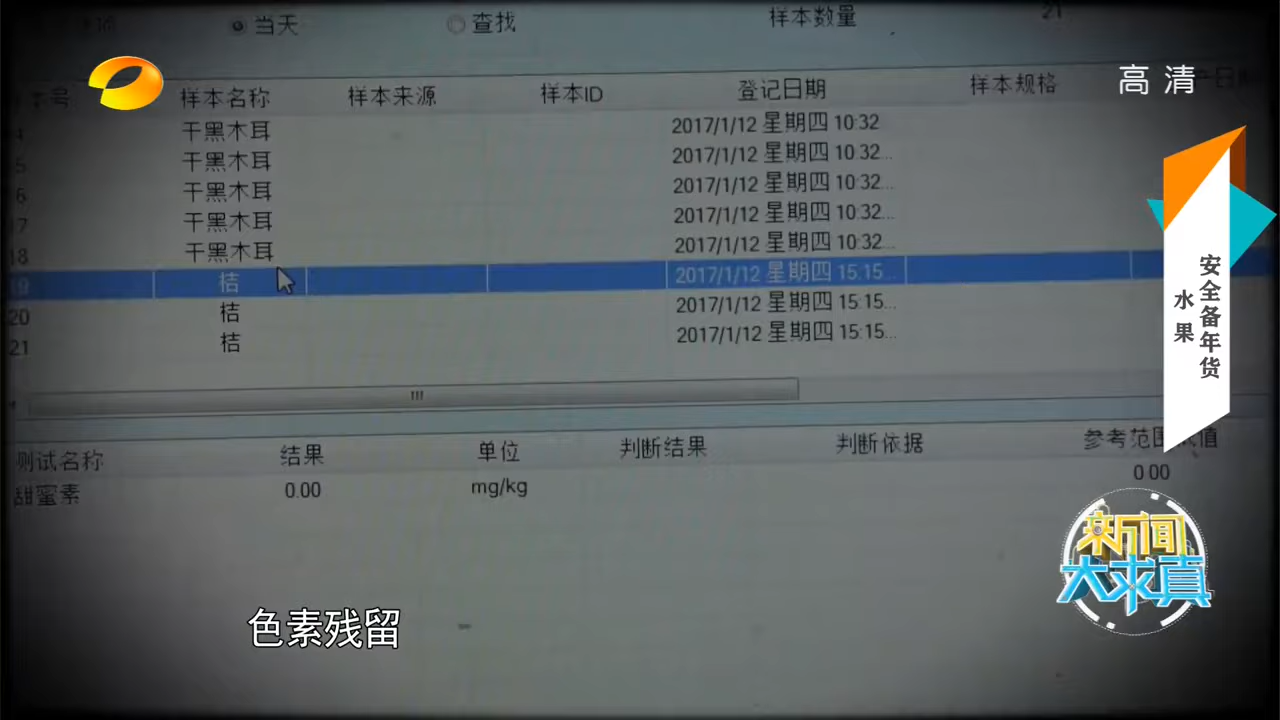 当天 查找 样本数量 21
高清
样本名称 样本来源 样本ID 登记日期 样本规格
干黑木耳 2017/1/12 星期四 10:32
干黑木耳 2017/1/12 星期四 10:32...
干黑木耳 2017/1/12 星期四 10:32...
干黑木耳 2017/1/12 星期四 10:32...
18 干黑木耳 2017/1/12 星期四 10:32...
桔 2017/1/12 星期四 15:15...
20 桔 2017/1/12 星期四 15:15...
21 桔 2017/1/12 星期四 15:15...
安全备年货
水果
测试名称 结果 单位 判断结果 判断依据 参考范围
甜蜜素 0.00 mg/kg 0.00
新闻
大求真
色素残留